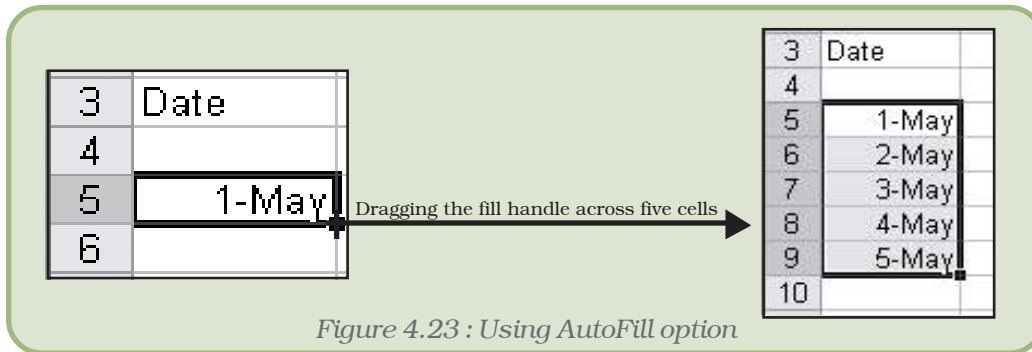 3 Date
4
5 1-May
6
Dragging the fill handle across five cells
3 Date
4
5 1-May
6 2-May
7 3-May
8 4-May
9 5-May
10
Figure 4.23 : Using AutoFill option